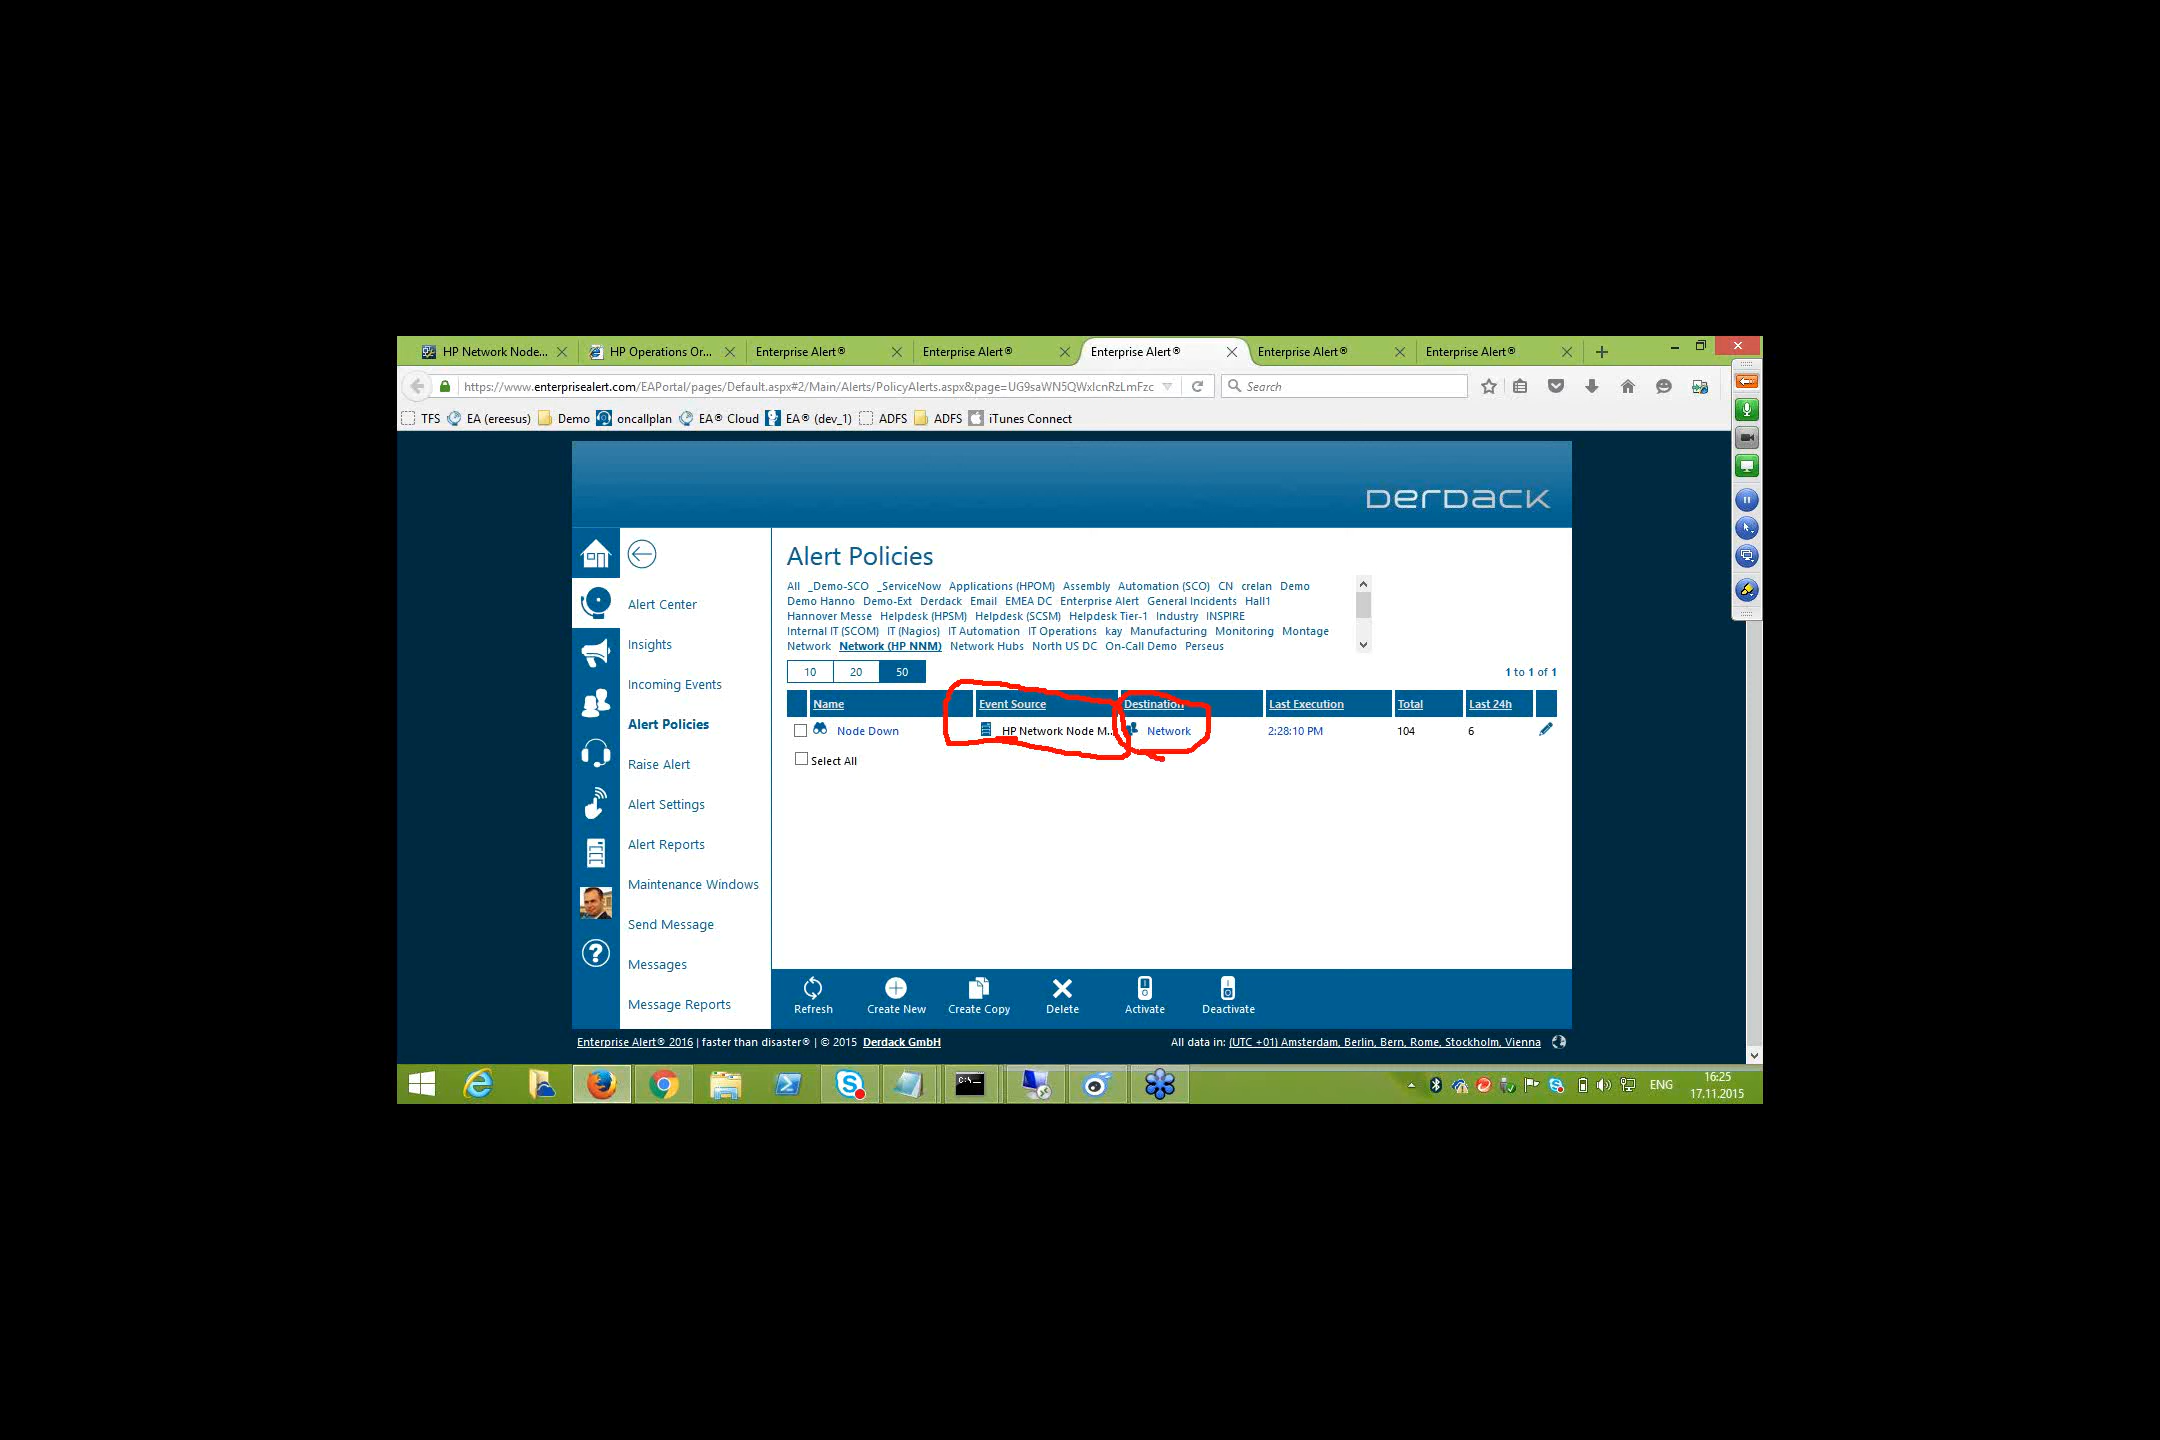 HP Network Node... HP Operations Or... Enterprise Alert® Enterprise Alert® Enterprise Alert® Enterprise Alert® Enterprise Alert®
https://www.enterprisealert.com/EAPortal/pages/Default.aspx#2/Main/Alerts/PolicyAlerts.aspx&page=UG9saWN5QWxlcnRzLmFzc Search
TFS EA (ereesus) Demo oncallplan EA® Cloud EA® (dev_1) ADFS ADFS iTunes Connect
DERDACK
Alert Policies
All _Demo-SCO _ServiceNow Applications (HPOM) Assembly Automation (SCO) CN crelan Demo
Demo Hanno Demo-Ext Derdack Email EMEA DC Enterprise Alert General Incidents Hall1
Hannover Messe Helpdesk (HPSM) Helpdesk (SCSM) Helpdesk Tier-1 Industry INSPIRE
Internal IT (SCOM) IT (Nagios) IT Automation IT Operations kay Manufacturing Monitoring Montage
Network Network (HP NNM) Network Hubs North US DC On-Call Demo Perseus
10 20 50 1 to 1 of 1
Name Event Source Destination Last Execution Total Last 24h
Node Down HP Network Node M... Network 2:28:10 PM 104 6
Select All
Alert Center
Insights
Incoming Events
Alert Policies
Raise Alert
Alert Settings
Alert Reports
Maintenance Windows
Send Message
Messages
Message Reports
Refresh Create New Create Copy Delete Activate Deactivate
Enterprise Alert® 2016 | faster than disaster® | © 2015 Derdack GmbH All data in: (UTC +01) Amsterdam, Berlin, Bern, Rome, Stockholm, Vienna
ENG 16:25
17.11.2015